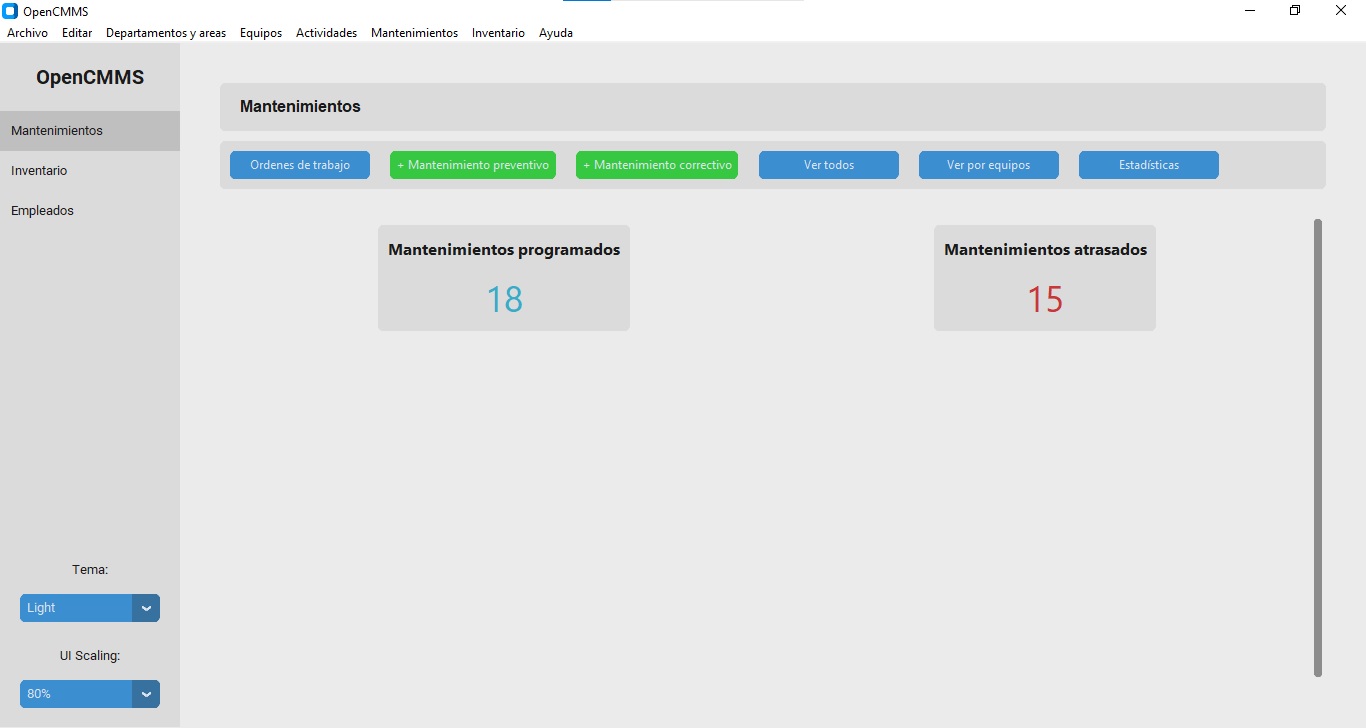 OpenCMMS
Archivo Editar Departamentos y areas Equipos Actividades Mantenimientos Inventario Ayuda
OpenCMMS
Mantenimientos
Inventario
Empleados
Tema:
Light
UI Scaling:
80%
Mantenimientos
Ordenes de trabajo + Mantenimiento preventivo + Mantenimiento correctivo Ver todos Ver por equipos Estadísticas
Mantenimientos programados
18
Mantenimientos atrasados
15